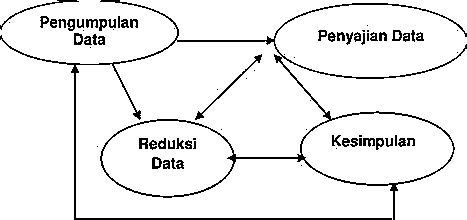 Pengumpulan
Data
Penyajian Data
Reduksi
Data
Kesimpulan